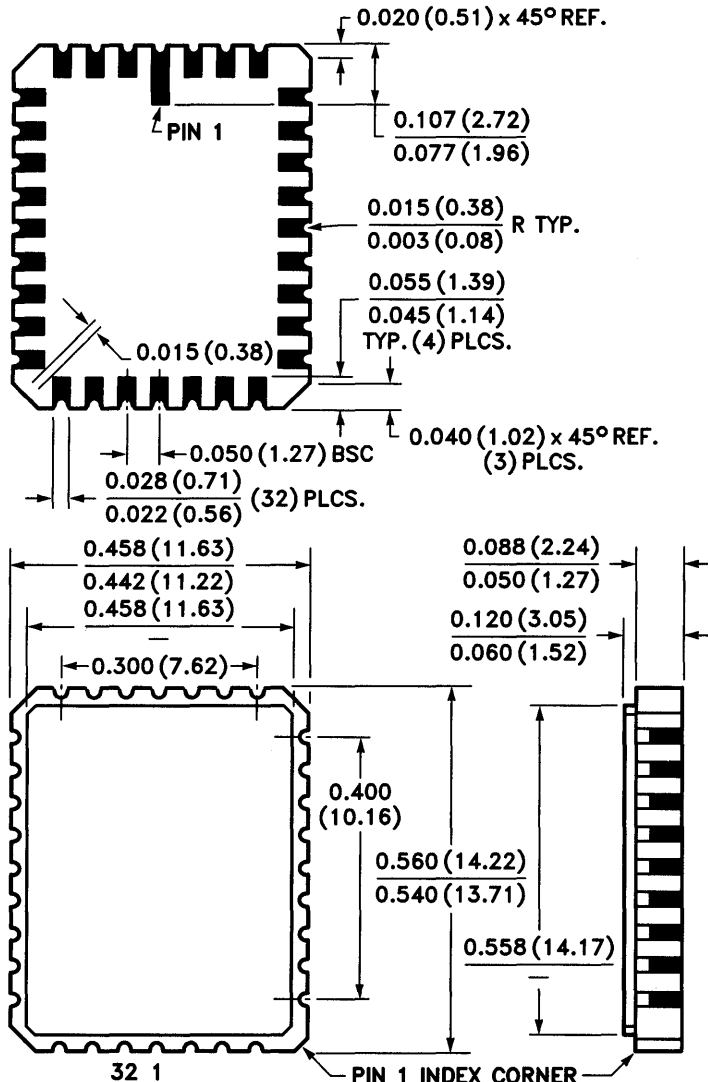 0.020 (0.51) x 45° REF.
PIN 1
0.107 (2.72)
0.077 (1.96)
0.015 (0.38)
0.003 (0.08)
R TYP.
0.055 (1.39)
0.045 (1.14)
TYP. (4) PLCS.
0.015 (0.38)
0.040 (1.02) x 45° REF.
(3) PLCS.
0.050 (1.27) BSC
0.028 (0.71)
0.022 (0.56)
(32) PLCS.
0.458 (11.63)
0.442 (11.22)
0.458 (11.63)
—
0.088 (2.24)
0.050 (1.27)
0.120 (3.05)
0.060 (1.52)
0.300 (7.62)
0.400
(10.16)
0.560 (14.22)
0.540 (13.71)
0.558 (14.17)
—
32 1
PIN 1 INDEX CORNER